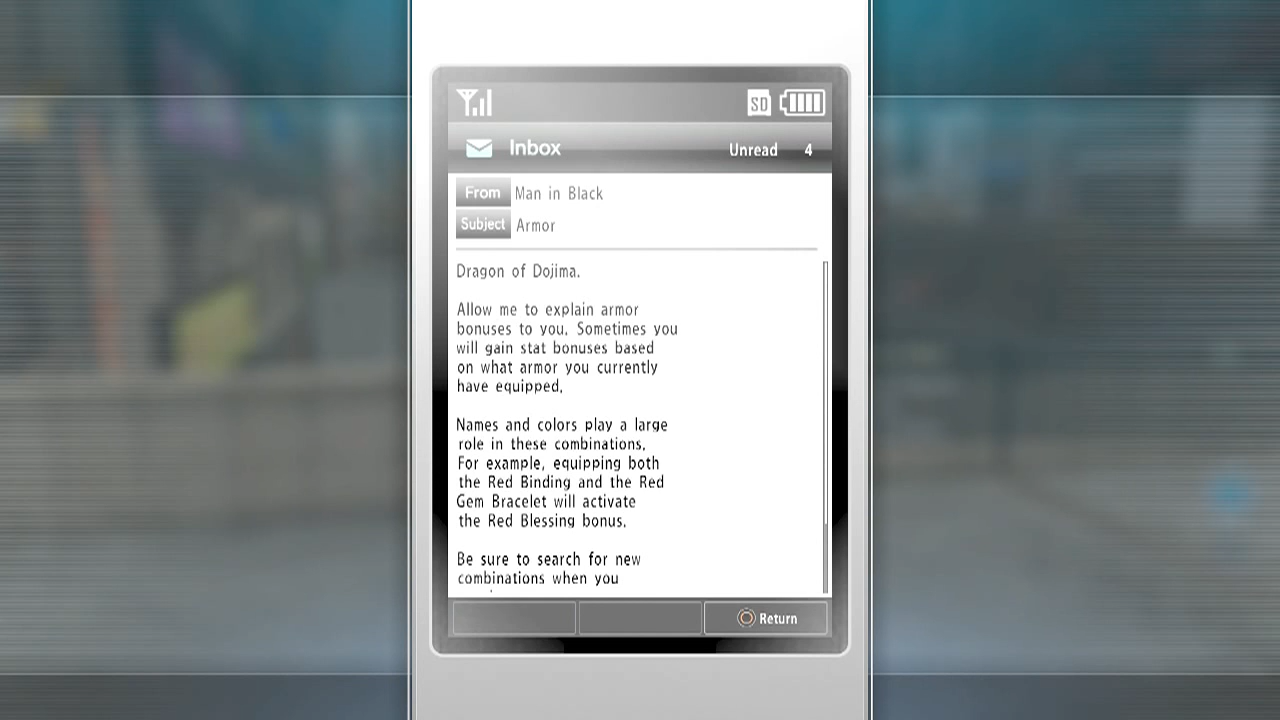 SD
Inbox
Unread 4
From Man in Black
Subject Armor
Dragon of Dojima.
Allow me to explain armor
bonuses to you. Sometimes you
will gain stat bonuses based
on what armor you currently
have equipped.
Names and colors play a large
role in these combinations.
For example, equipping both
the Red Binding and the Red
Gem Bracelet will activate
the Red Blessing bonus.
Be sure to search for new
combinations when you
Return